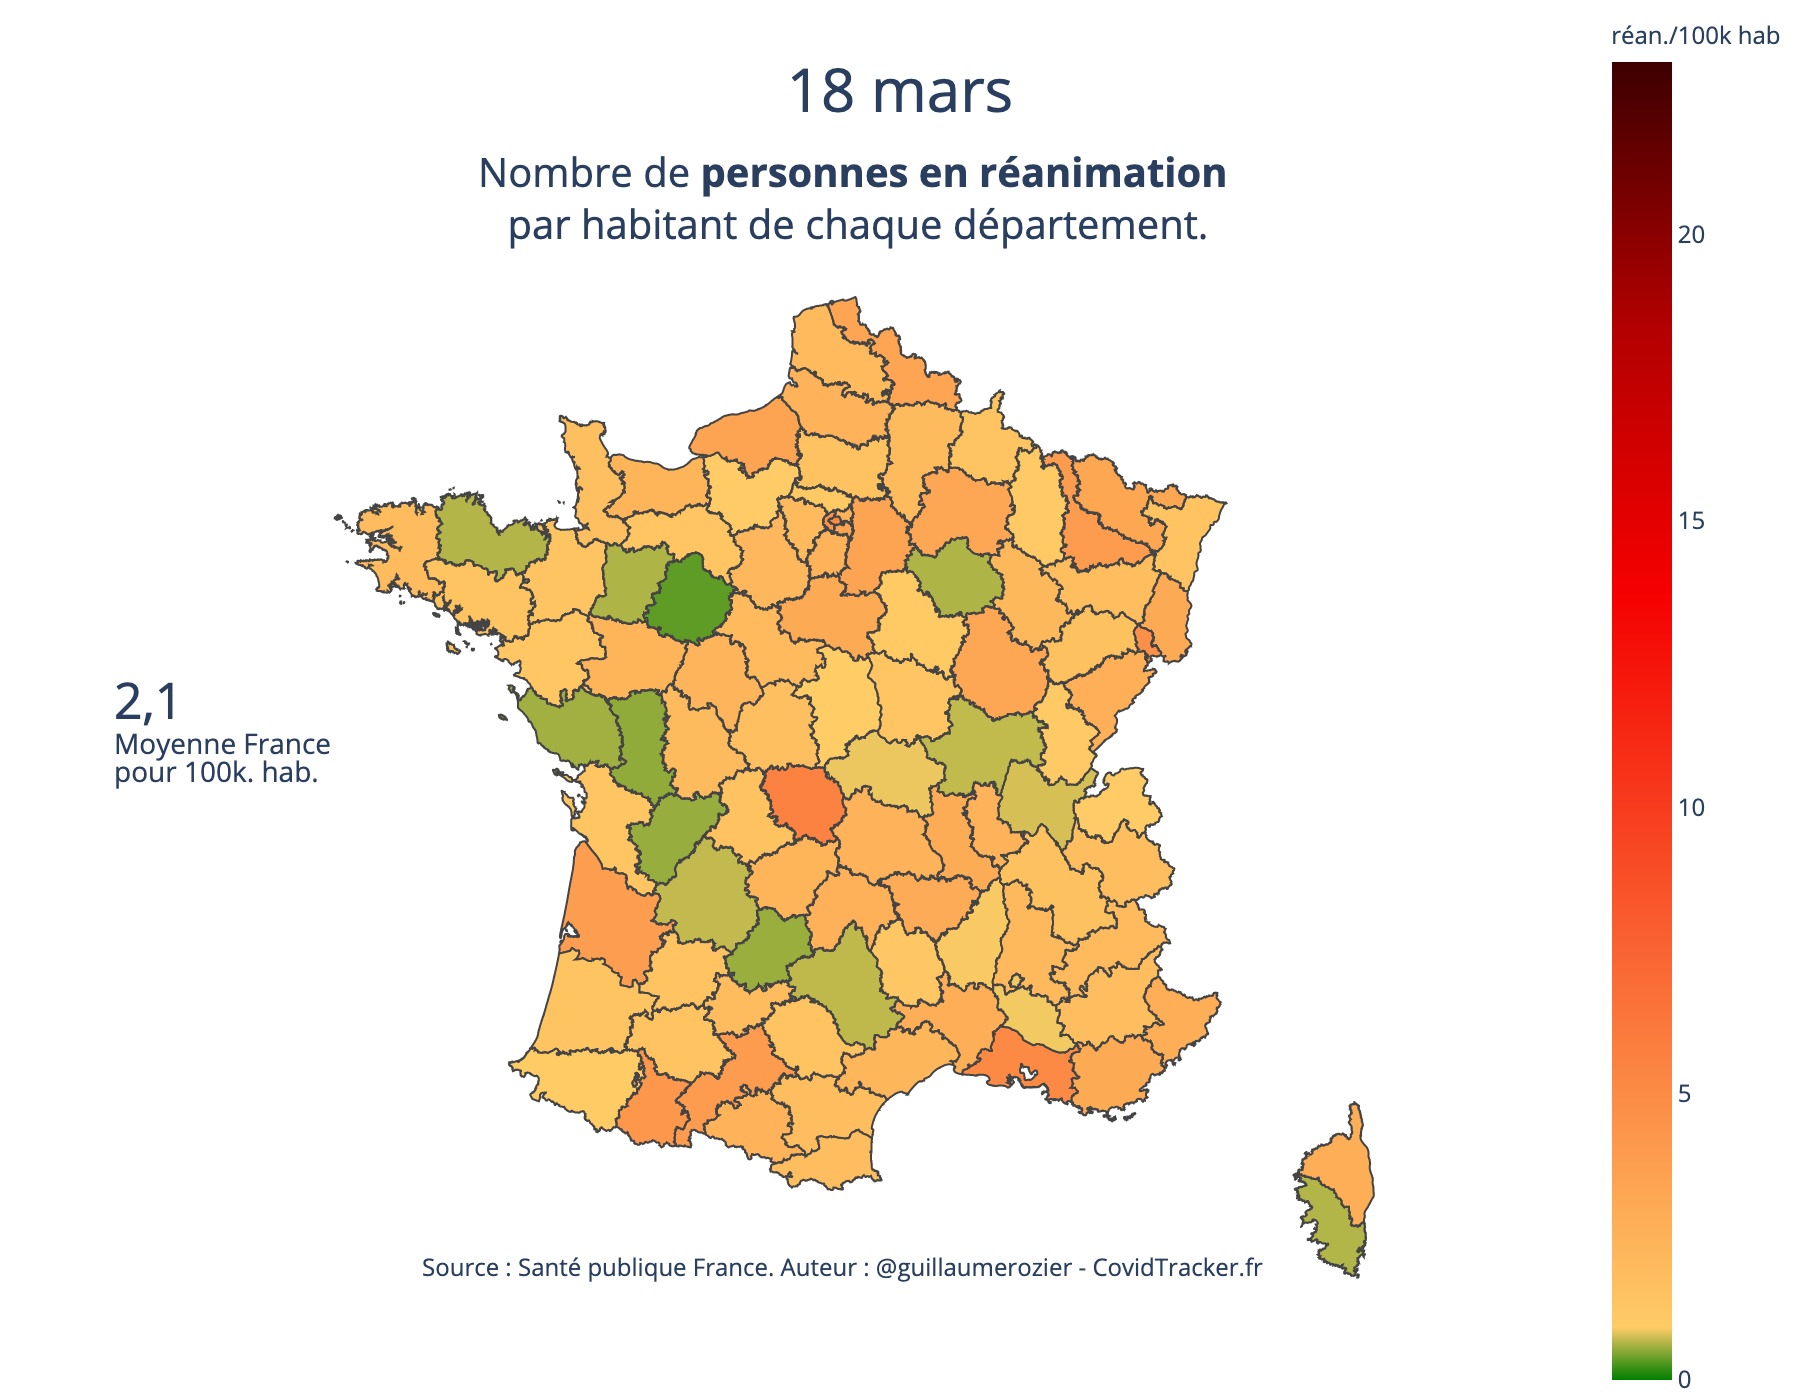 réan./100k hab
18 mars
Nombre de personnes en réanimation
par habitant de chaque département.
20
15
2,1
Moyenne France
pour 100k. hab.
10
5
Source : Santé publique France. Auteur : @guillaumerozier - CovidTracker.fr
0